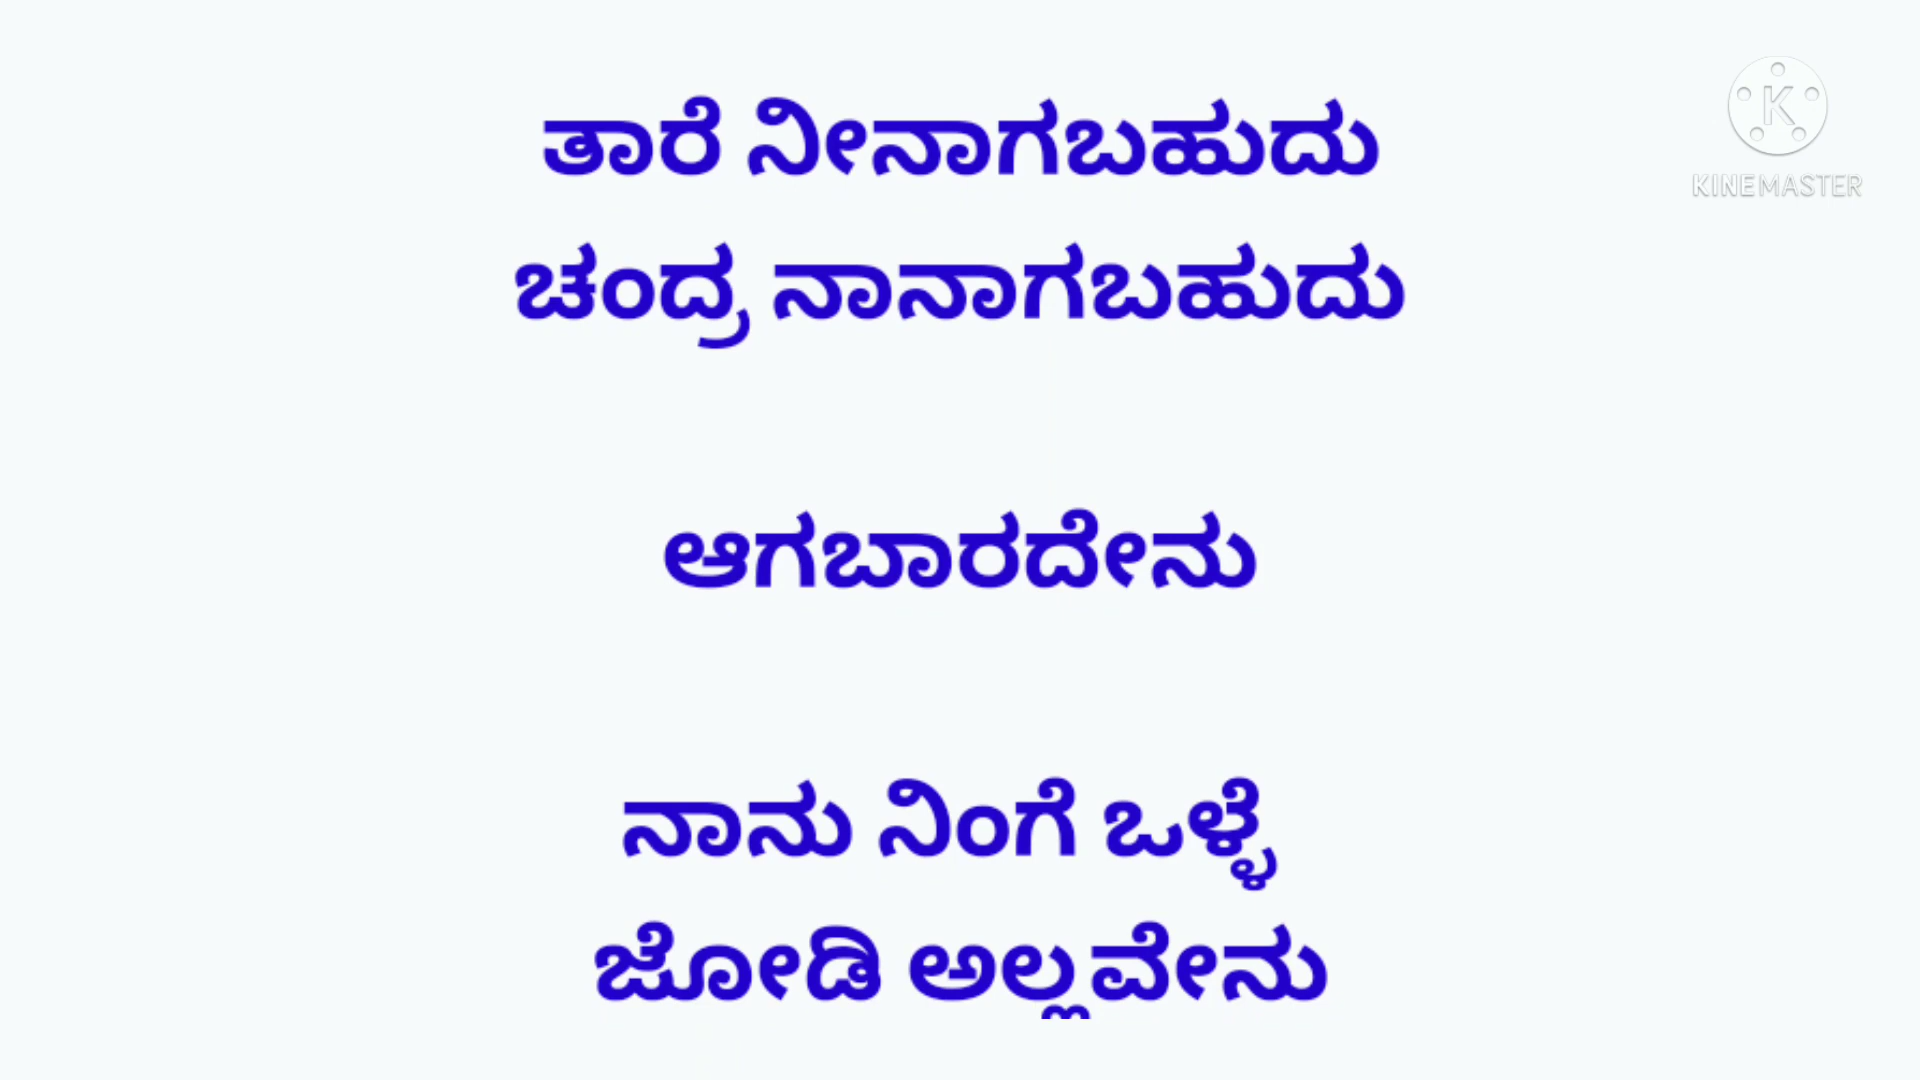 ತಾರೆ ನೀನಾಗಬಹುದು
ಚಂದ್ರ ನಾನಾಗಬಹುದು
ಆಗಬಾರದೇನು
ನಾನು ನಿಂಗೆ ಒಳ್ಳೆ
ಜೋಡಿ ಅಲ್ಲವೇನು
K
KINEMASTER